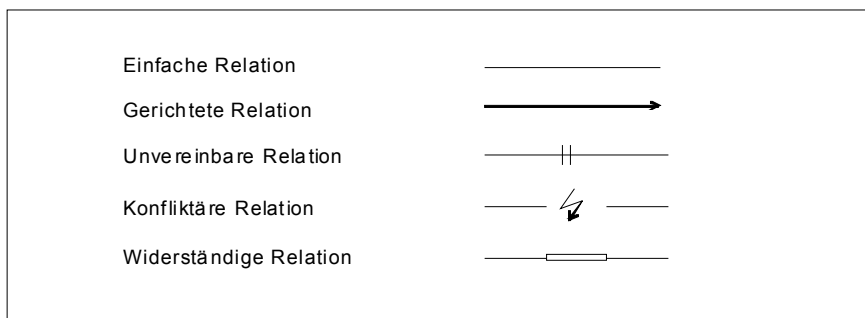 Einfache Relation
Gerichtete Relation
Unvereinbare Relation
Konfliktäre Relation
Widerständige Relation